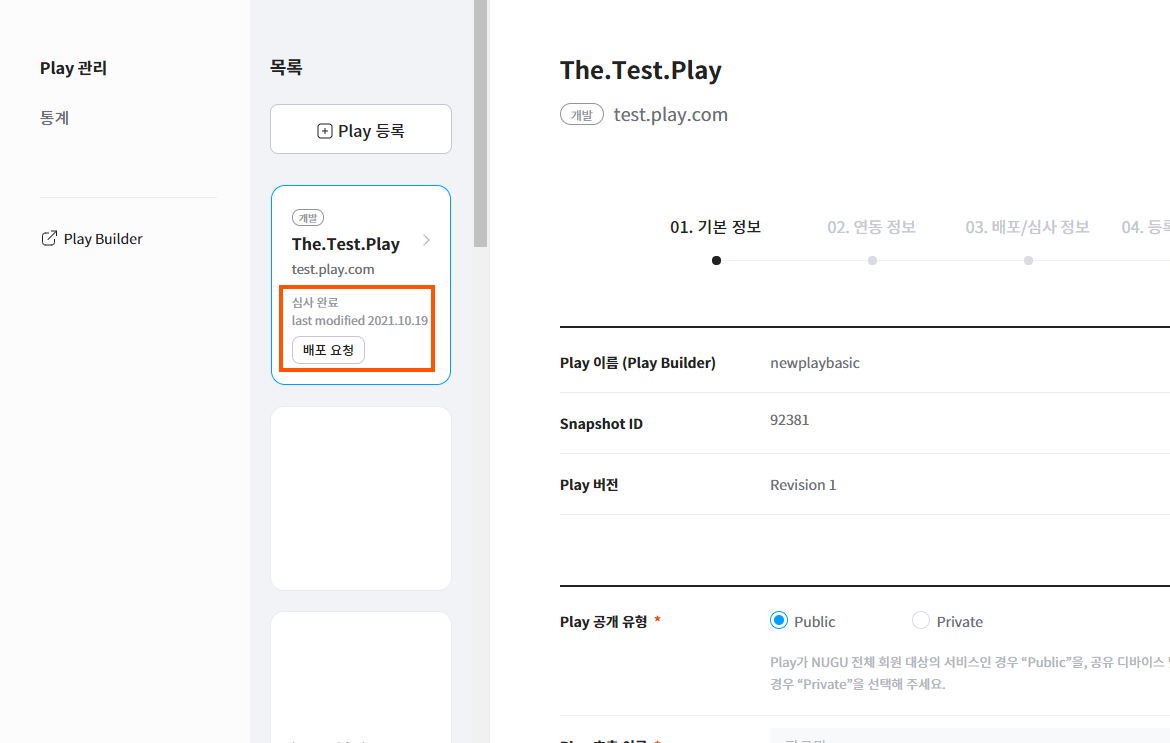 Play 관리
통계
Play Builder
목록
Play 등록
개발
The.Test.Play
test.play.com
심사 완료
last modified 2021.10.19
배포 요청
The.Test.Play
개발 test.play.com
01. 기본 정보 02. 연동 정보 03. 배포/심사 정보 04. 등록
Play 이름 (Play Builder) newplaybasic
Snapshot ID 92381
Play 버전 Revision 1
Play 공개 유형 * Public Private
Play가 NUGU 전체 회원 대상의 서비스인 경우 “Public”을, 공유 디바이스
경우 “Private”을 선택해 주세요.